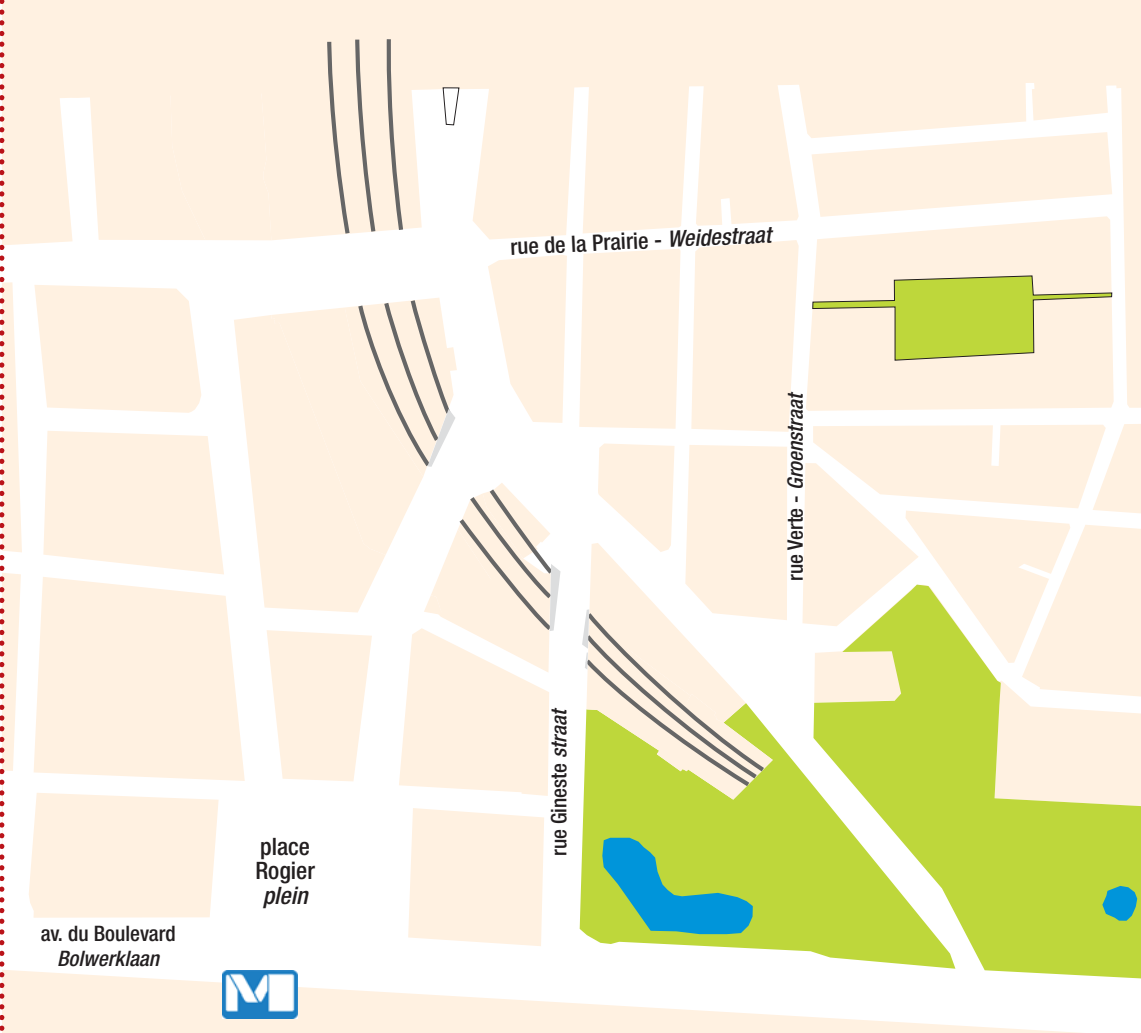 rue de la Prairie - Weidestraat
rue Verte - Groenstraat
rue Gineste straat
place
Rogier
plein
av. du Boulevard
Bolwerklaan
M